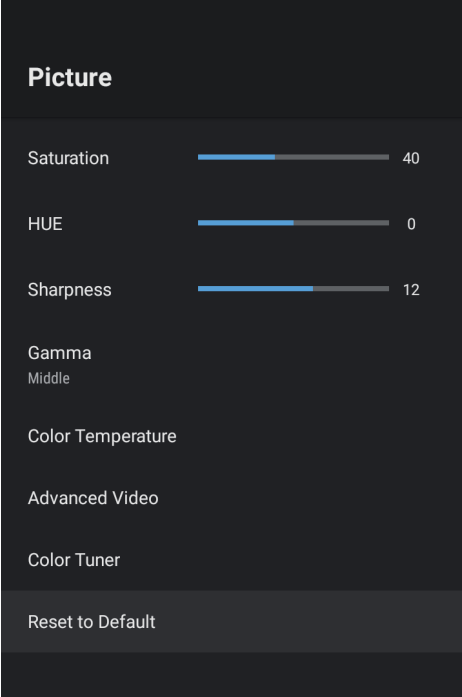 Picture
Saturation 40
HUE 0
Sharpness 12
Gamma
Middle
Color Temperature
Advanced Video
Color Tuner
Reset to Default